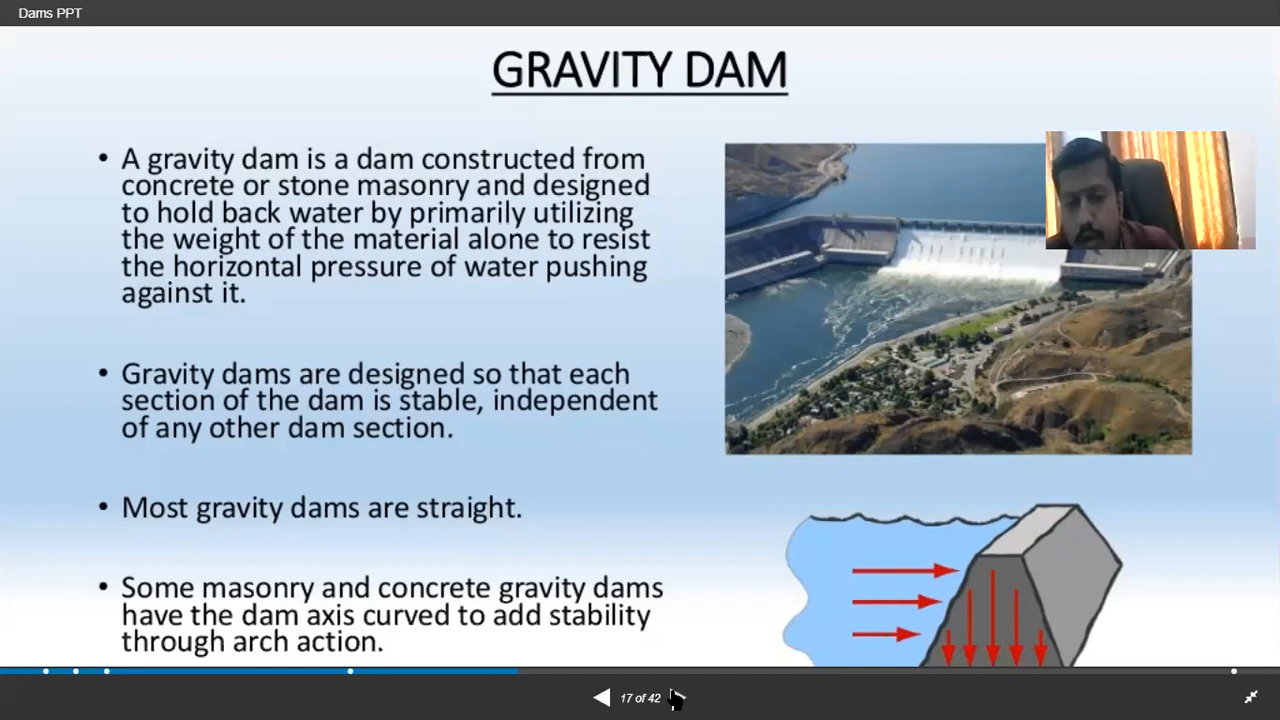 Dams PPT
GRAVITY DAM
• A gravity dam is a dam constructed from
concrete or stone masonry and designed
to hold back water by primarily utilizing
the weight of the material alone to resist
the horizontal pressure of water pushing
against it.
• Gravity dams are designed so that each
section of the dam is stable, independent
of any other dam section.
• Most gravity dams are straight.
• Some masonry and concrete gravity dams
have the dam axis curved to add stability
through arch action.
17 of 42